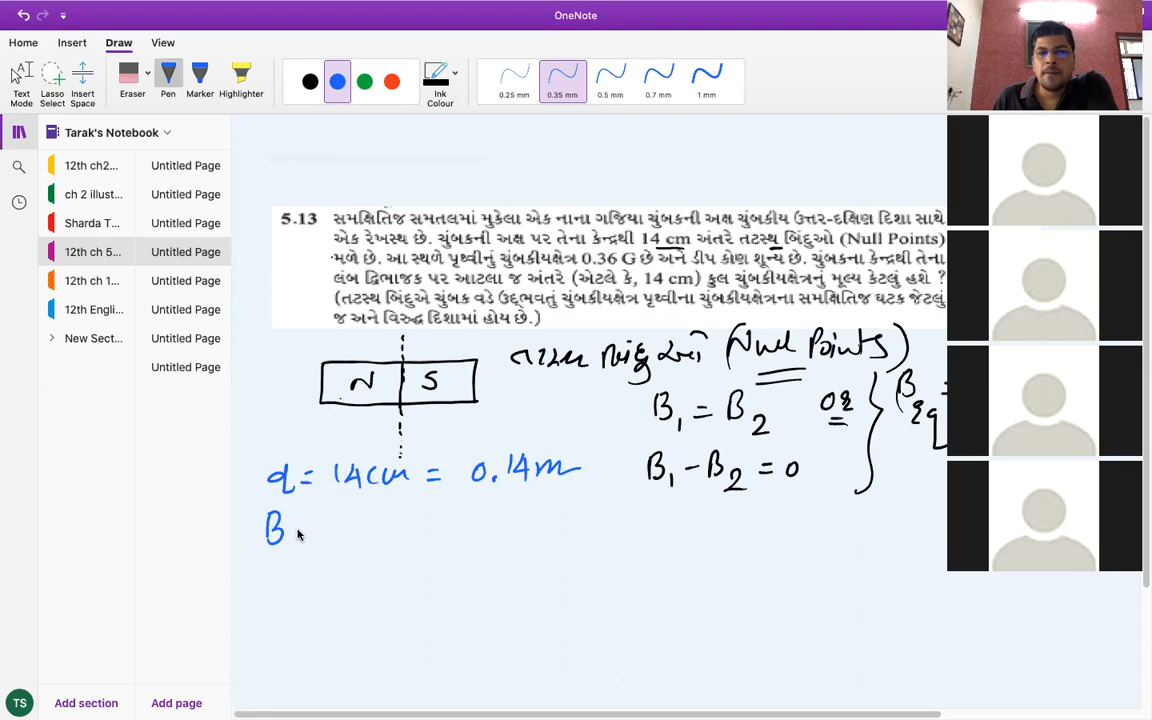 OneNote
Home Insert Draw View
Text Mode
Lasso Select
Insert Space
Eraser
Pen
Marker
Highlighter
Ink Colour
0.25 mm
0.35 mm
0.5 mm
0.7 mm
1 mm
Tarak's Notebook
12th ch2...
ch 2 illust...
Sharda T...
12th ch 5...
12th ch 1...
12th Engli...
New Sect...
Untitled Page
Untitled Page
Untitled Page
Untitled Page
Untitled Page
Untitled Page
Untitled Page
Untitled Page
5.13 સમક્ષિતિજ સમતલમાં મુકેલા એક નાના ગજિયા ચુંબકની અક્ષ ચુંબકીય ઉત્તર-દક્ષિણ દિશા સાથે
એક રેખસ્થ છે. ચુંબકની અક્ષ પર તેના કેન્દ્રથી 14 cm અંતરે તટસ્થ બિંદુઓ (Null Points)
મળે છે. આ સ્થળે પૃથ્વીનું ચુંબકીયક્ષેત્ર 0.36 G છે અને ડીપ કોણ શૂન્ય છે. ચુંબકના કેન્દ્રથી તેના
લંબ દ્વિભાજક પર આટલા જ અંતરે (એટલે કે, 14 cm) કુલ ચુંબકીયક્ષેત્રનું મૂલ્ય કેટલું હશે ?
(તટસ્થ બિંદુએ ચુંબક વડે ઉદ્ભવતું ચુંબકીયક્ષેત્ર પૃથ્વીના ચુંબકીયક્ષેત્રના સમક્ષિતિજ ઘટક જેટલું
જ અને વિરુદ્ધ દિશામાં હોય છે.)
(Null Points)
N S
B1 = B2 or
B1 - B2 = 0
= 14cm = 0.14m
B
TS
Add section
Add page